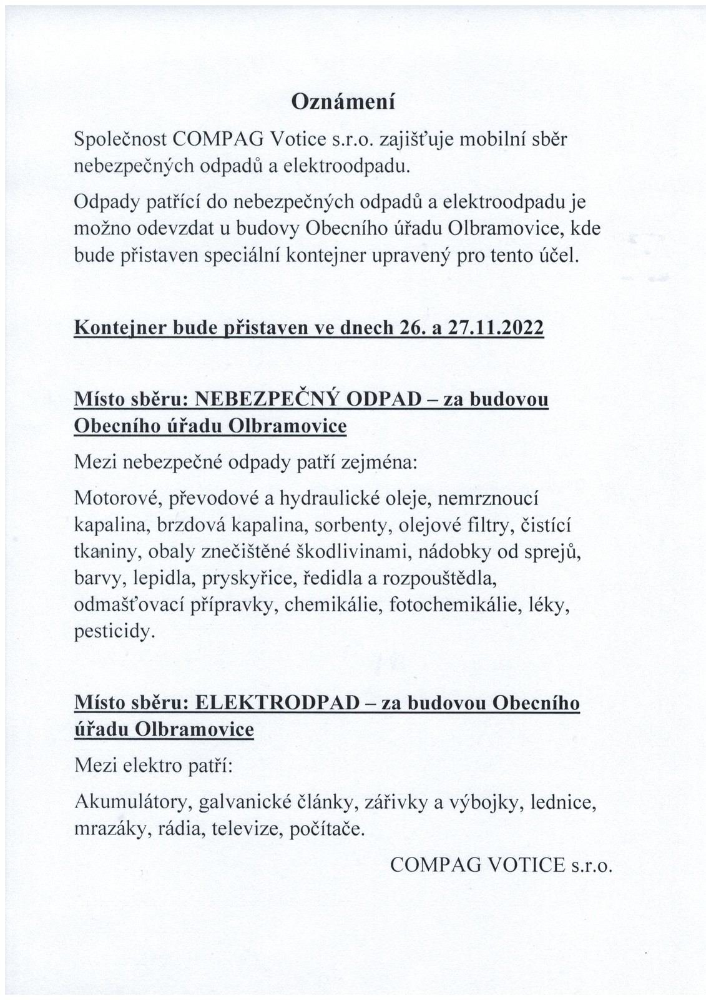 Oznámení
Společnost COMPAG Votice s.r.o. zajišťuje mobilní sběr
nebezpečných odpadů a elektroodpadu.
Odpady patřící do nebezpečných odpadů a elektroodpadu je
možno odevzdat u budovy Obecního úřadu Olbramovice, kde
bude přistaven speciální kontejner upravený pro tento účel.
Kontejner bude přistaven ve dnech 26. a 27.11.2022
Místo sběru: NEBEZPEČNÝ ODPAD – za budovou
Obecního úřadu Olbramovice
Mezi nebezpečné odpady patří zejména:
Motorové, převodové a hydraulické oleje, nemrznoucí
kapalina, brzdová kapalina, sorbenty, olejové filtry, čistící
tkaniny, obaly znečištěné škodlivinami, nádobky od sprejů,
barvy, lepidla, pryskyřice, ředidla a rozpouštědla,
odmašťovací přípravky, chemikálie, fotochemikálie, léky,
pesticidy.
Místo sběru: ELEKTRODPAD – za budovou Obecního
úřadu Olbramovice
Mezi elektro patří:
Akumulátory, galvanické články, zářivky a výbojky, lednice,
mrazáky, rádia, televize, počítače.
COMPAG VOTICE s.r.o.